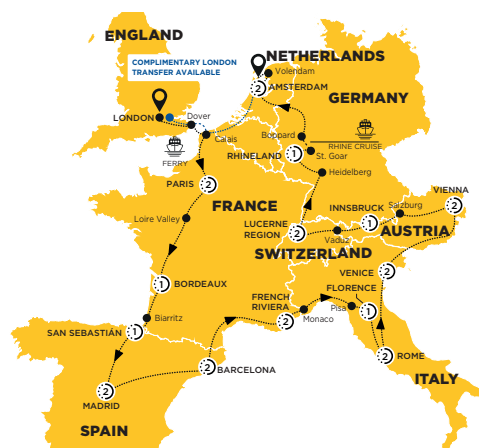 ENGLAND
COMPLIMENTARY LONDON
TRANSFER AVAILABLE
NETHERLANDS
Volendam
2
AMSTERDAM
GERMANY
LONDON
Dover
Calais
FERRY
Boppard
RHINE CRUISE
RHINELAND
1
St. Goar
Heidelberg
PARIS
2
FRANCE
Loire Valley
VIENNA
2
INNSBRUCK
1
Salzburg
LUCERNE
REGION
2
Vaduz
AUSTRIA
SWITZERLAND
VENICE
2
1
BORDEAUX
FLORENCE
1
FRENCH
RIVIERA
2
Monaco
Pisa
Biarritz
SAN SEBASTIÁN
1
2
ROME
2
BARCELONA
ITALY
2
MADRID
SPAIN